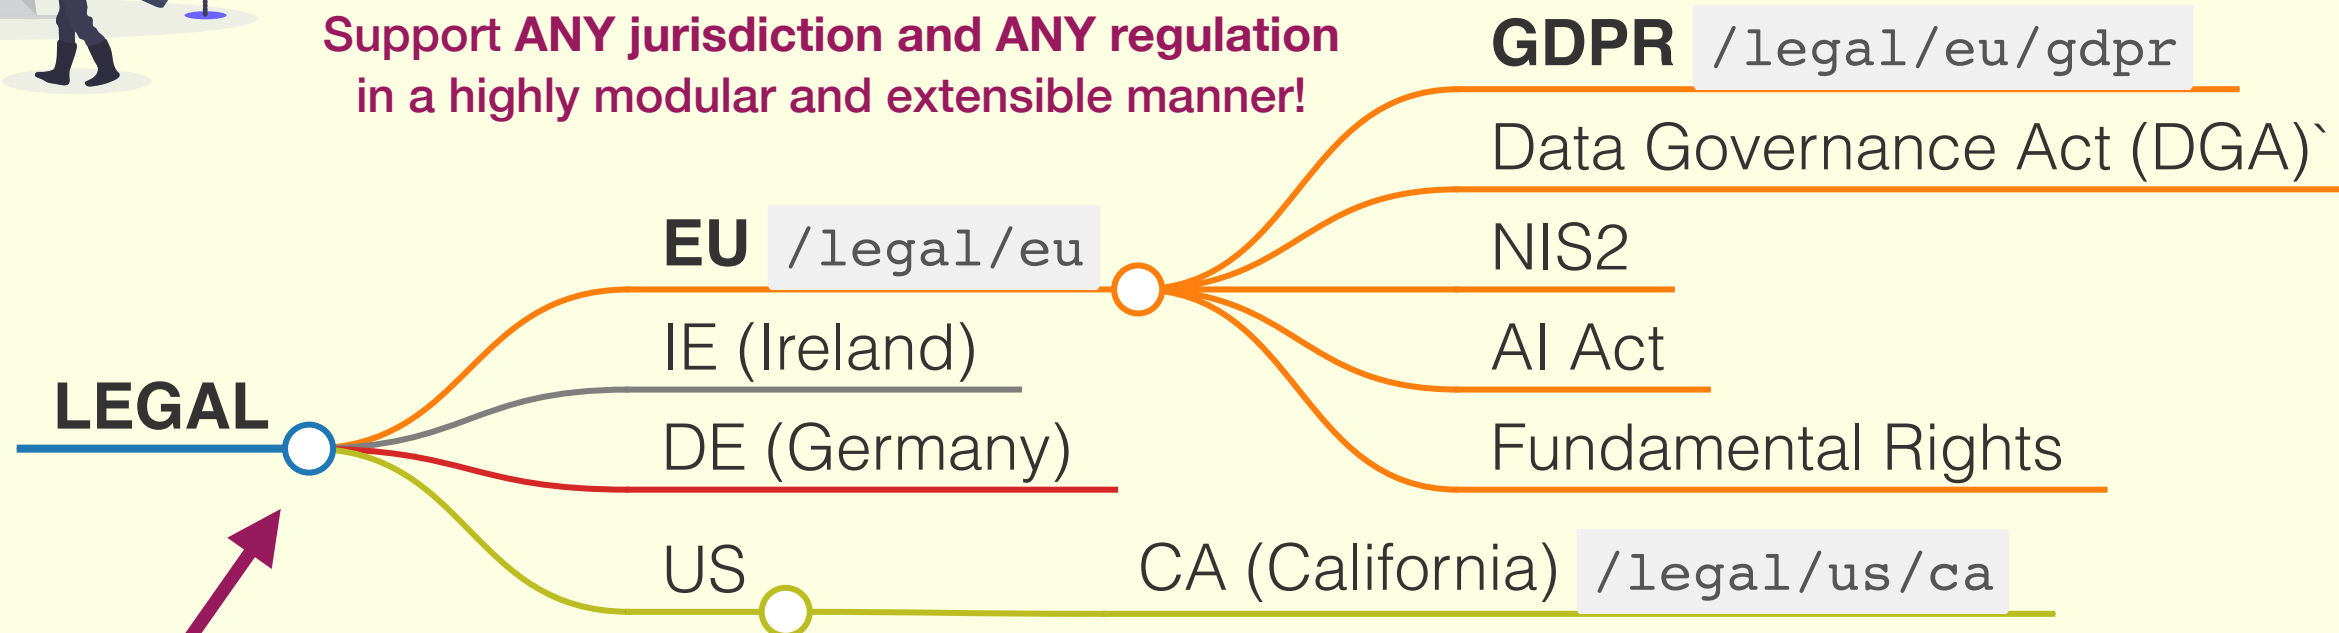 Support ANY jurisdiction and ANY regulation
in a highly modular and extensible manner!
GDPR /legal/eu/gdpr
Data Governance Act (DGA)`
EU /legal/eu
NIS2
IE (Ireland)
AI Act
LEGAL
DE (Germany)
Fundamental Rights
US
CA (California) /legal/us/ca